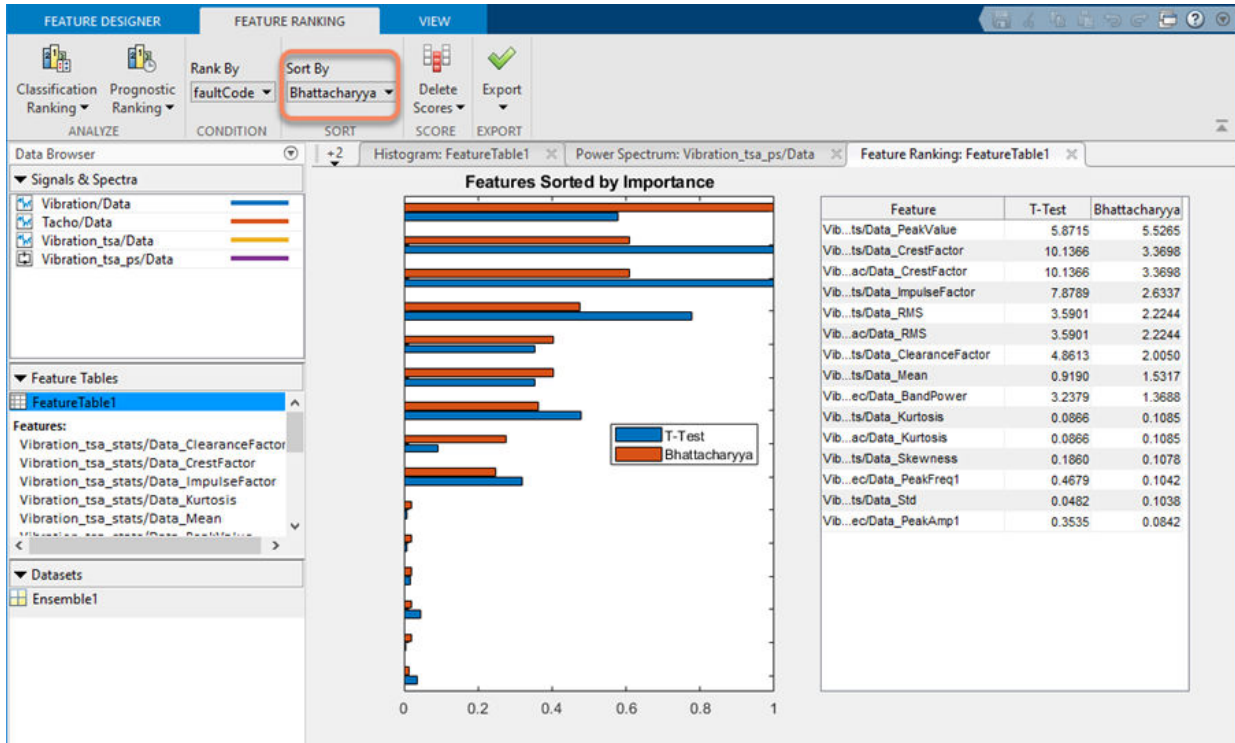 FEATURE DESIGNER FEATURE RANKING VIEW
Classification Ranking
Prognostic Ranking
ANALYZE
Rank By
faultCode
CONDITION
Sort By
Bhattacharyya
SORT
Delete Scores
SCORE
Export
EXPORT
Data Browser
Signals & Spectra
Vibration/Data
Tacho/Data
Vibration_tsa/Data
Vibration_tsa_ps/Data
Feature Tables
FeatureTable1
Features:
Vibration_tsa_stats/Data_ClearanceFactor
Vibration_tsa_stats/Data_CrestFactor
Vibration_tsa_stats/Data_ImpulseFactor
Vibration_tsa_stats/Data_Kurtosis
Vibration_tsa_stats/Data_Mean
Datasets
Ensemble1
+2 Histogram: FeatureTable1 Power Spectrum: Vibration_tsa_ps/Data Feature Ranking: FeatureTable1
Features Sorted by Importance
T-Test
Bhattacharyya
0 0.2 0.4 0.6 0.8 1
Feature T-Test Bhattacharyya
Vib...ts/Data_PeakValue 5.8715 5.5265
Vib...ts/Data_CrestFactor 10.1366 3.3698
Vib...ac/Data_CrestFactor 10.1366 3.3698
Vib...ts/Data_ImpulseFactor 7.8789 2.6337
Vib...ts/Data_RMS 3.5901 2.2244
Vib...ac/Data_RMS 3.5901 2.2244
Vib...ts/Data_ClearanceFactor 4.8613 2.0050
Vib...ts/Data_Mean 0.9190 1.5317
Vib...ec/Data_BandPower 3.2379 1.3688
Vib...ts/Data_Kurtosis 0.0866 0.1085
Vib...ac/Data_Kurtosis 0.0866 0.1085
Vib...ts/Data_Skewness 0.1860 0.1078
Vib...ec/Data_PeakFreq1 0.4679 0.1042
Vib...ts/Data_Std 0.0482 0.1038
Vib...ec/Data_PeakAmp1 0.3535 0.0842